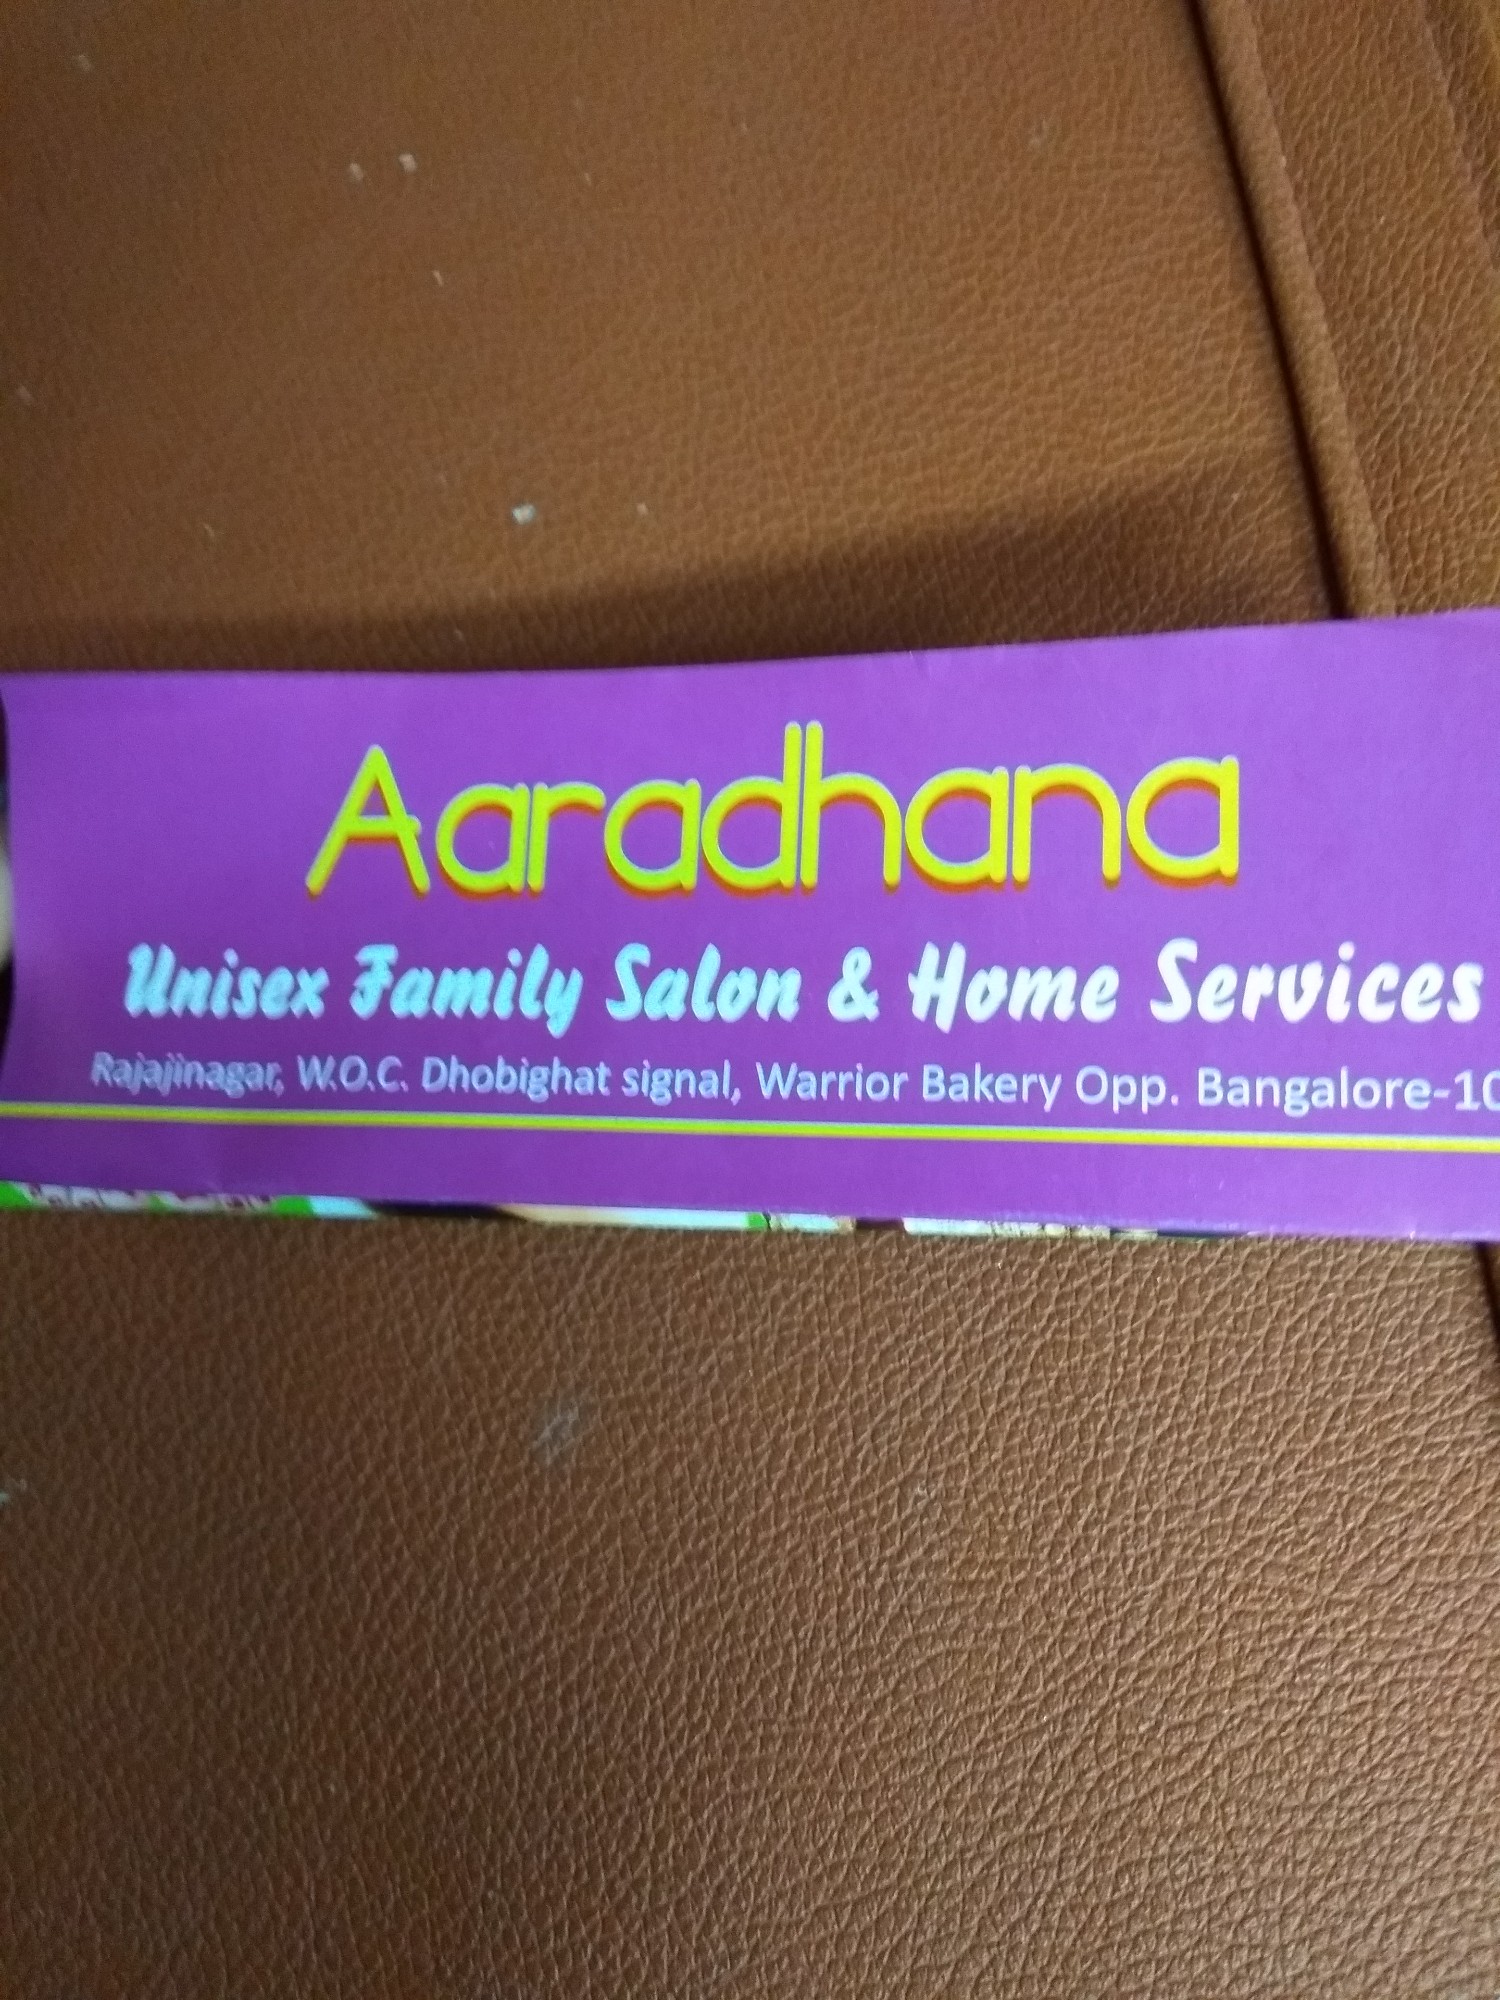 Aaradhana
Unisex Family Salon & Home Services
Rajajinagar, W.O.C. Dhobighat signal, Warrior Bakery Opp. Bangalore-10